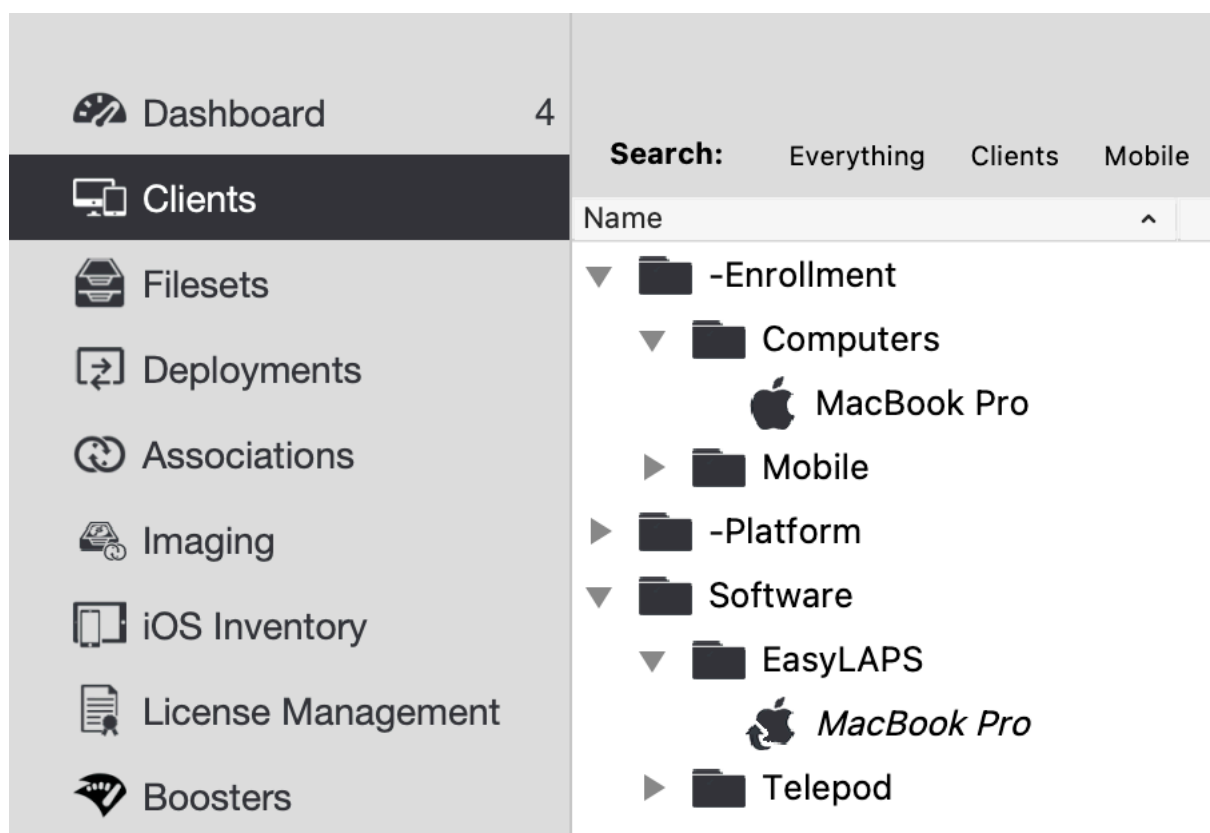 Dashboard 4
Clients
Filesets
Deployments
Associations
Imaging
iOS Inventory
License Management
Boosters
Search: Everything Clients Mobile
Name
-Enrollment
Computers
MacBook Pro
Mobile
-Platform
Software
EasyLAPS
MacBook Pro
Telepod